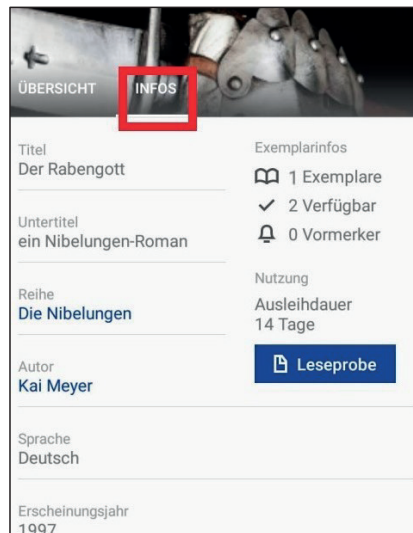 ÜBERSICHT INFOS
Titel
Der Rabengott
Untertitel
ein Nibelungen-Roman
Reihe
Die Nibelungen
Autor
Kai Meyer
Sprache
Deutsch
Erscheinungsjahr
1997
Exemplarinfos
1 Exemplare
2 Verfügbar
0 Vormerker
Nutzung
Ausleihdauer
14 Tage
Leseprobe